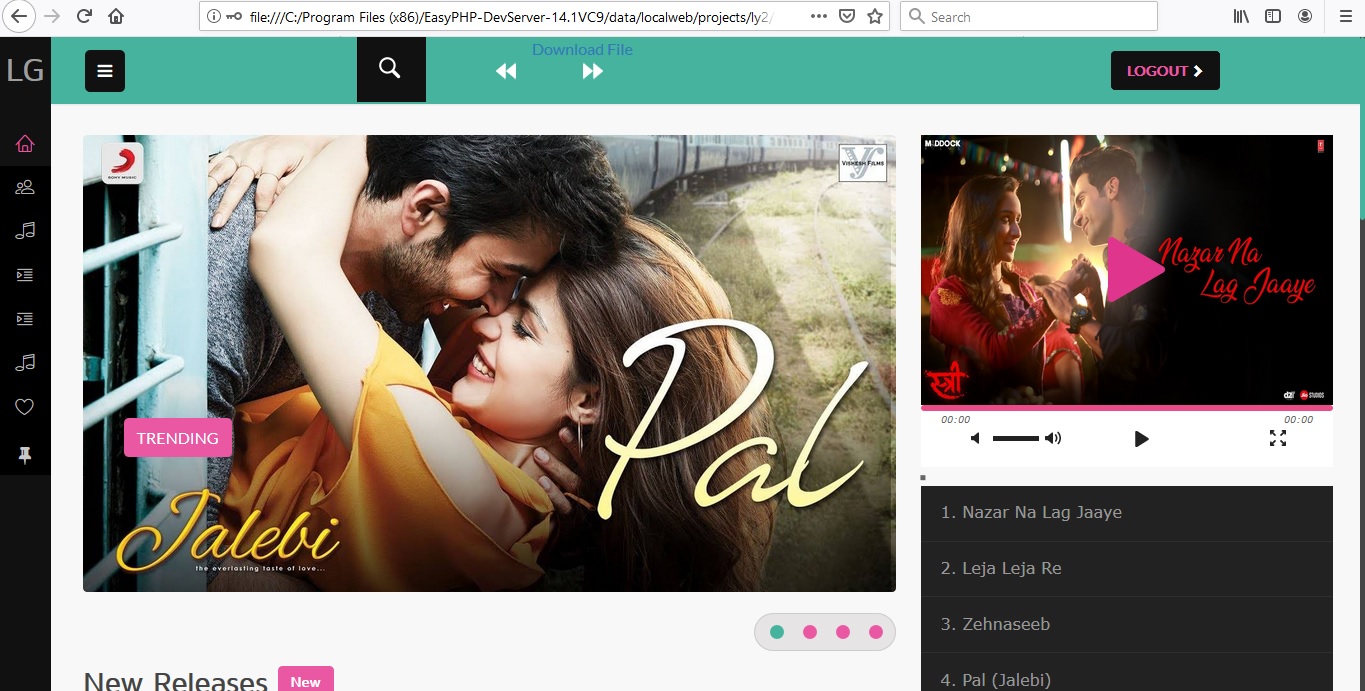 file:///C:/Program Files (x86)/EasyPHP-DevServer-14.1VC9/data/localweb/projects/ly2/
Search
LG
Download File
LOGOUT
SONY MUSIC
VISHESH FILMS
Pal
TRENDING
Jalebi
the everlasting taste of love...
MADDOCK
Nazar Na
Lag Jaaye
स्त्री
JIO STUDIOS
00:00
00:00
1. Nazar Na Lag Jaaye
2. Leja Leja Re
3. Zehnaseeb
4. Pal (Jalebi)
New Releases
New